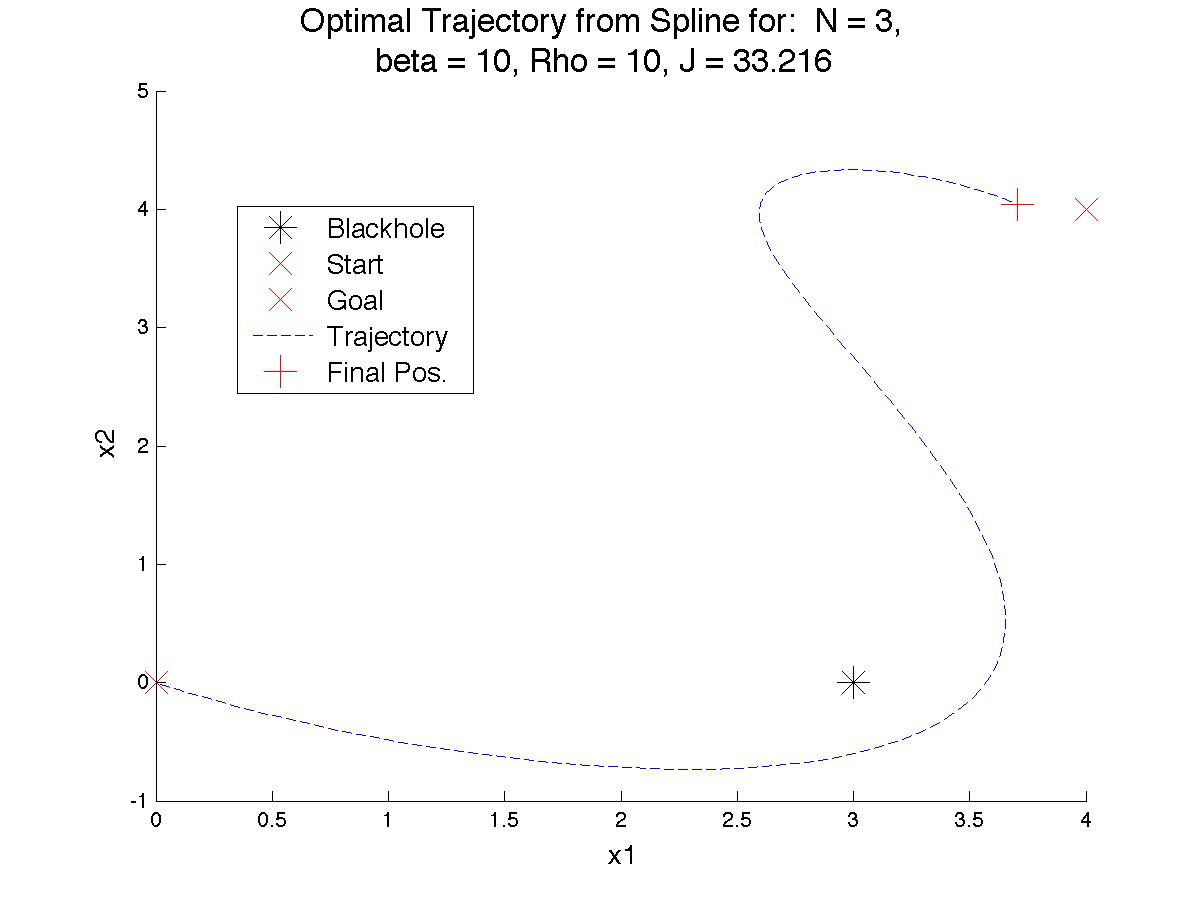 Optimal Trajectory from Spline for:  N = 3,
beta = 10, Rho = 10, J = 33.216
5
4
3
2
1
0
-1
x2
Blackhole
Start
Goal
Trajectory
Final Pos.
0 0.5 1 1.5 2 2.5 3 3.5 4
x1